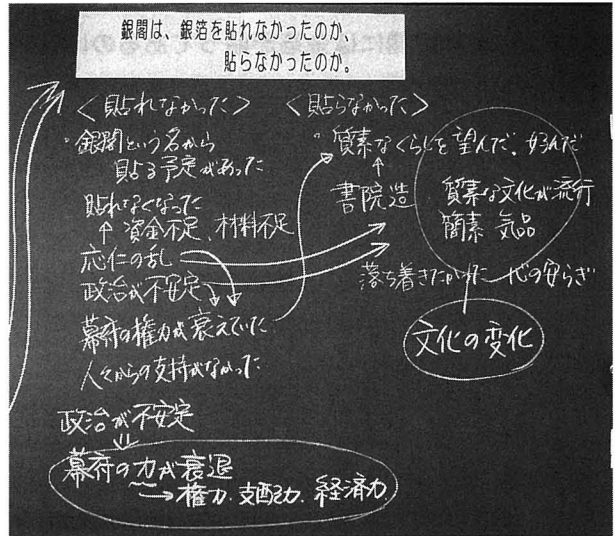 銀閣は、銀箔を貼れなかったのか、
貼らなかったのか。
<貼れなかった>
・銀閣という名から
貼る予定があった
貼れなくなった
↑資金不足、材料不足
応仁の乱
政治が不安定
幕府の権力が衰えていた
人々からの支持がなかった
政治が不安定
幕府の力が衰退
→権力.支配力.経済力
<貼らなかった>
・質素なくらしを望んだ、好んだ
↑
書院造
質素な文化が流行
簡素 気品
落ち着きたかった 心の安らぎ
文化の変化